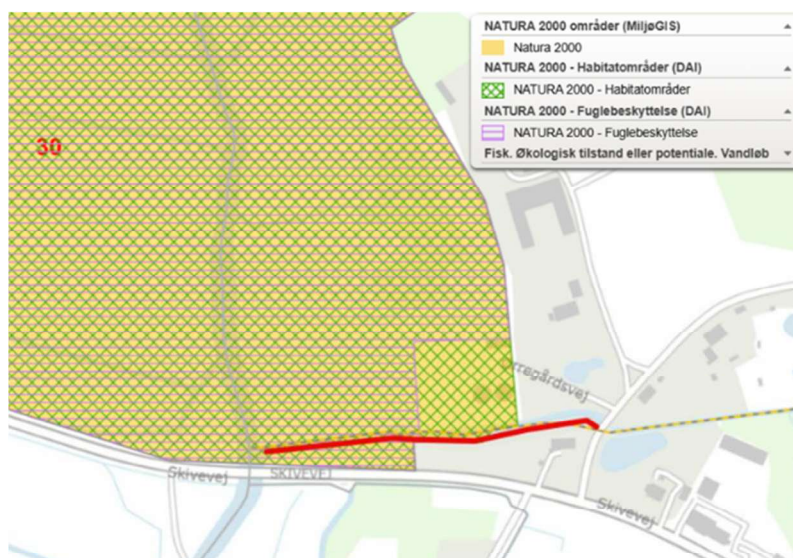 NATURA 2000 områder (MiljøGIS)
Natura 2000
NATURA 2000 - Habitatområder (DAI)
NATURA 2000 - Habitatområder
NATURA 2000 - Fuglebeskyttelse (DAI)
NATURA 2000 - Fuglebeskyttelse
Fisk. Økologisk tilstand eller potentiale. Vandløb
30
rregårdsvej
Skivevej
SKIVEVEJ
Skivevej